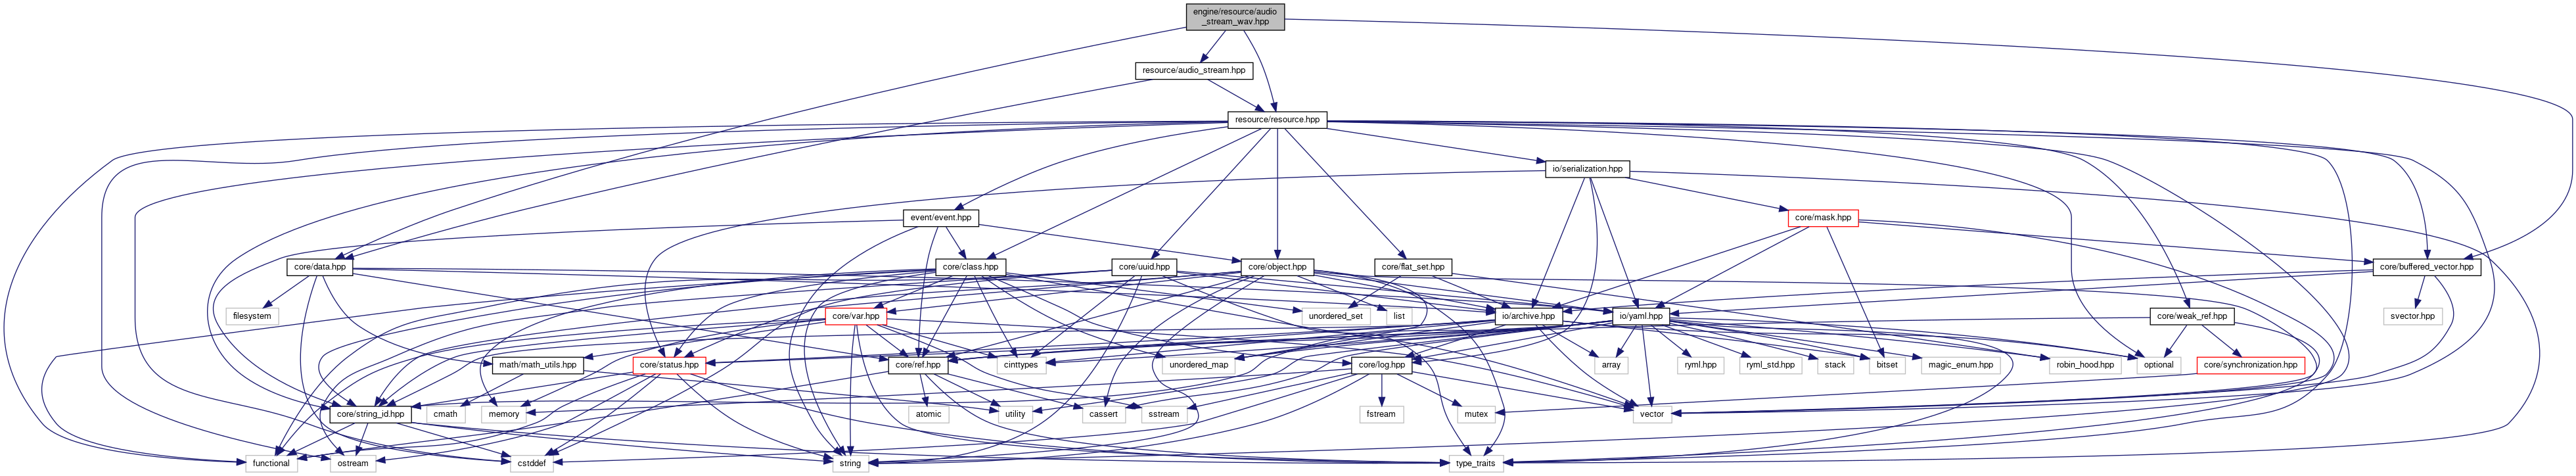 engine/resource/audio
_stream_wav.hpp
resource/audio_stream.hpp
resource/resource.hpp
io/serialization.hpp
event/event.hpp
core/mask.hpp
core/data.hpp
core/class.hpp
core/uuid.hpp
core/object.hpp
core/flat_set.hpp
core/buffered_vector.hpp
filesystem
core/var.hpp
unordered_set
list
io/archive.hpp
io/yaml.hpp
core/weak_ref.hpp
svector.hpp
math/math_utils.hpp
core/status.hpp
core/ref.hpp
cinttypes
unordered_map
core/log.hpp
array
ryml.hpp
ryml_std.hpp
stack
bitset
magic_enum.hpp
robin_hood.hpp
optional
core/synchronization.hpp
core/string_id.hpp
cmath
memory
atomic
utility
cassert
sstream
fstream
mutex
vector
functional
ostream
cstddef
string
type_traits